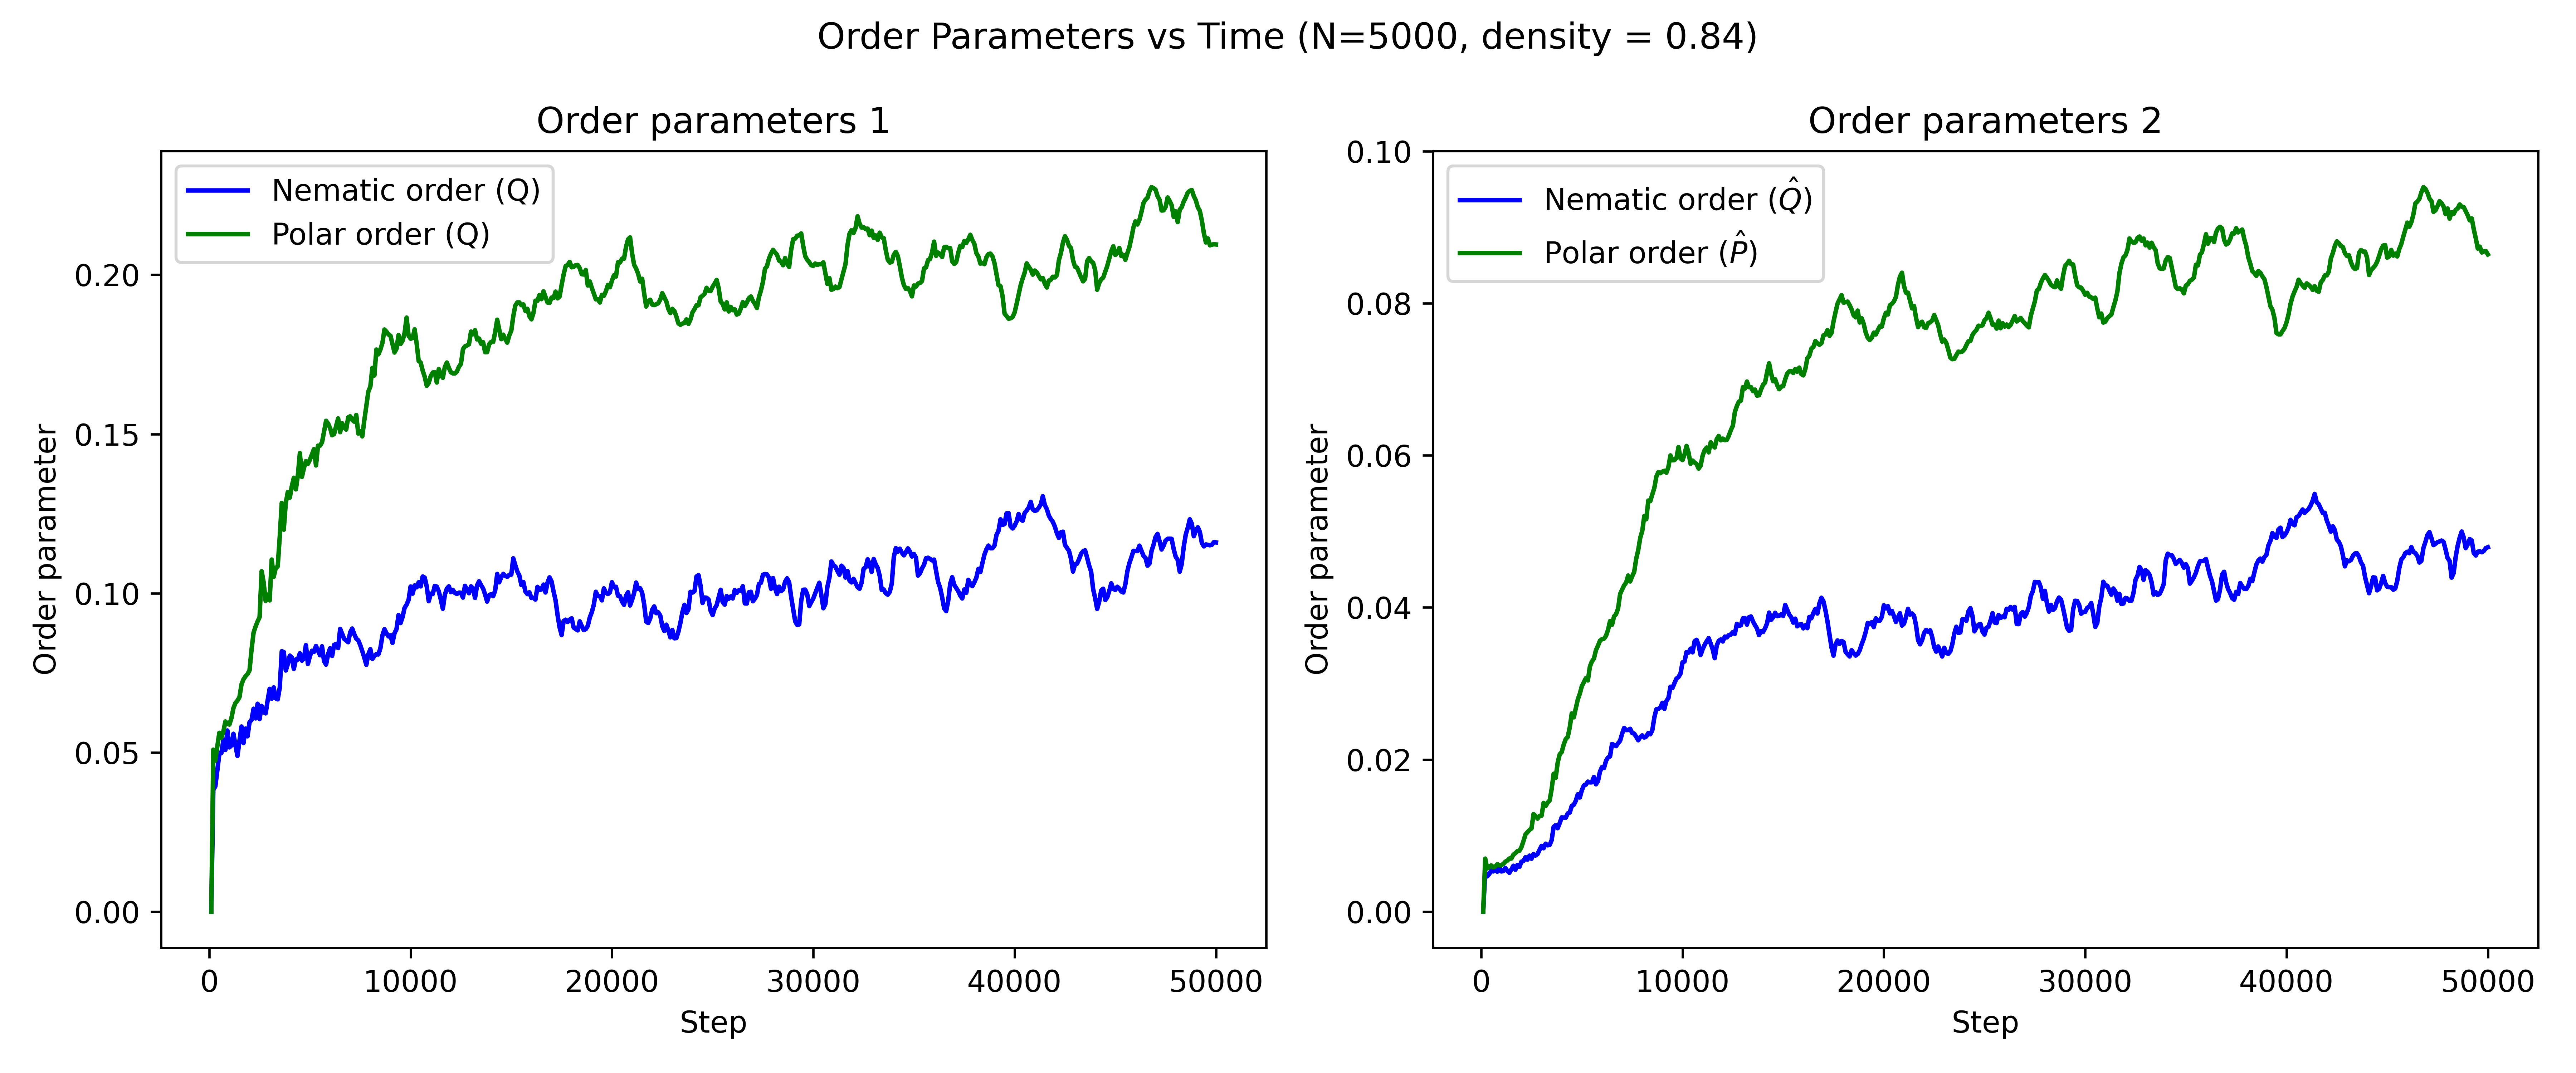 Order Parameters vs Time (N=5000, density = 0.84)
Order parameters 1
Nematic order (Q)
Polar order (Q)
Order parameter
0.20
0.15
0.10
0.05
0.00
0 10000 20000 30000 40000 50000
Step
Order parameters 2
Nematic order (Q̂)
Polar order (P̂)
Order parameter
0.10
0.08
0.06
0.04
0.02
0.00
0 10000 20000 30000 40000 50000
Step